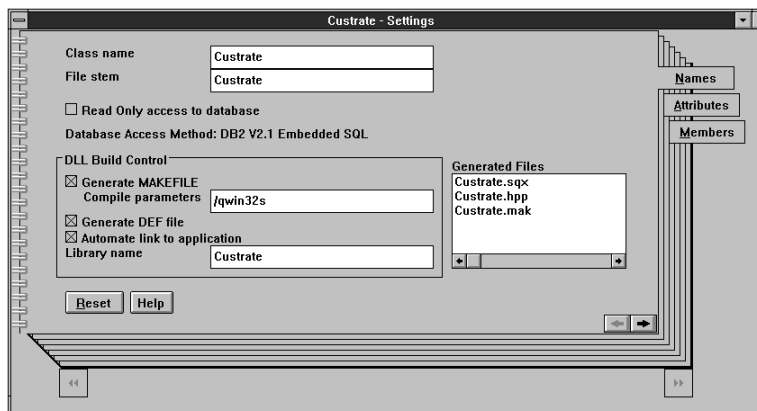 Custrate - Settings
Class name
Custrate
File stem
Custrate
Read Only access to database
Database Access Method: DB2 V2.1 Embedded SQL
DLL Build Control
Generate MAKEFILE
Compile parameters
/qwin32s
Generate DEF file
Automate link to application
Library name
Custrate
Generated Files
Custrate.sqx
Custrate.hpp
Custrate.mak
Names
Attributes
Members
Reset
Help